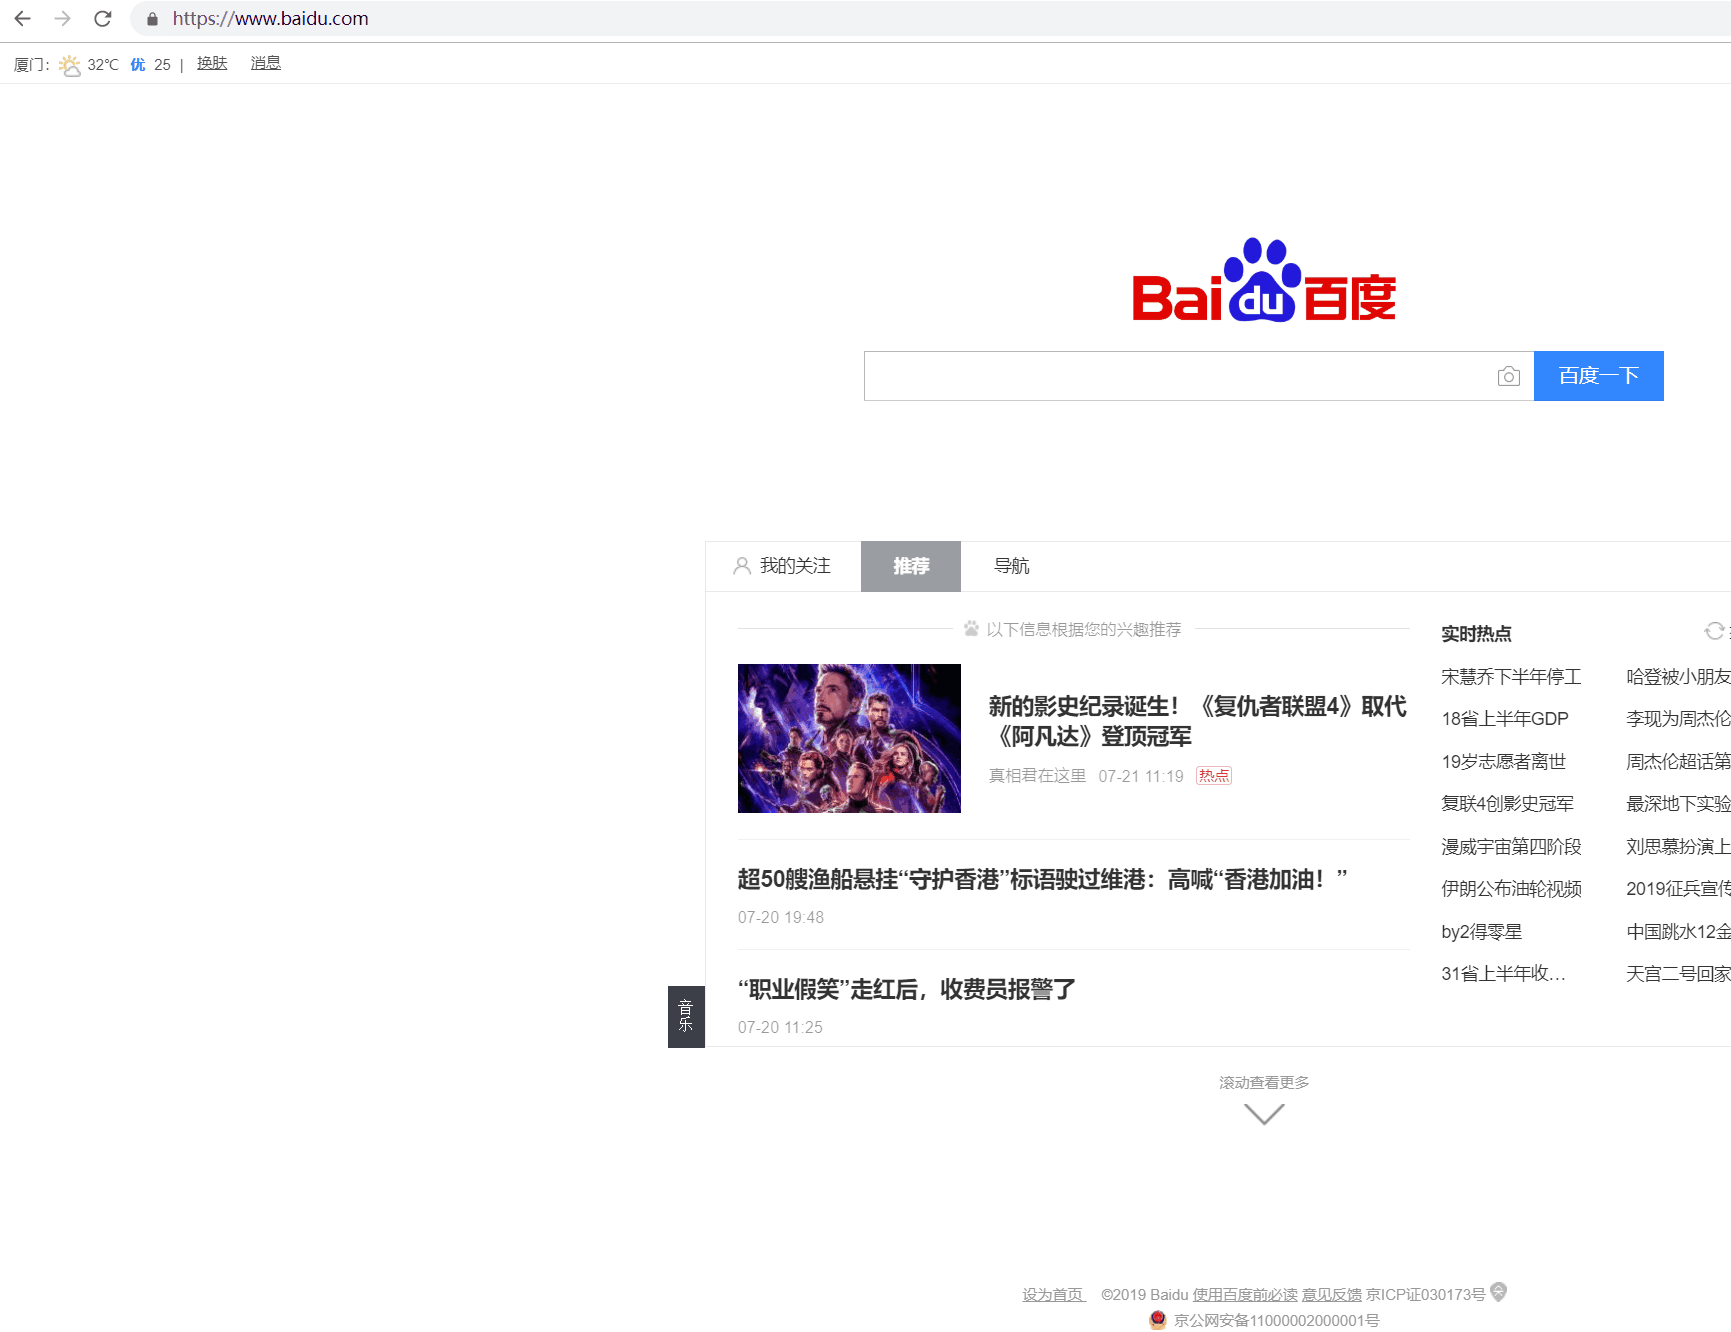 https://www.baidu.com
厦门： 32℃ 优 25 | 换肤 消息
Bai du 百度
百度一下
我的关注 推荐 导航
以下信息根据您的兴趣推荐
新的影史纪录诞生！《复仇者联盟4》取代
《阿凡达》登顶冠军
真相君在这里 07-21 11:19 热点
超50艘渔船悬挂“守护香港”标语驶过维港：高喊“香港加油！”
07-20 19:48
“职业假笑”走红后，收费员报警了
07-20 11:25
音乐
实时热点
宋慧乔下半年停工 哈登被小朋友
18省上半年GDP 李现为周杰伦
19岁志愿者离世 周杰伦超话第
复联4创影史冠军 最深地下实验
漫威宇宙第四阶段 刘思慕扮演上
伊朗公布油轮视频 2019征兵宣传
by2得零星 中国跳水12金
31省上半年收... 天宫二号回家
滚动查看更多
设为首页 ©2019 Baidu 使用百度前必读 意见反馈 京ICP证030173号
京公网安备11000002000001号